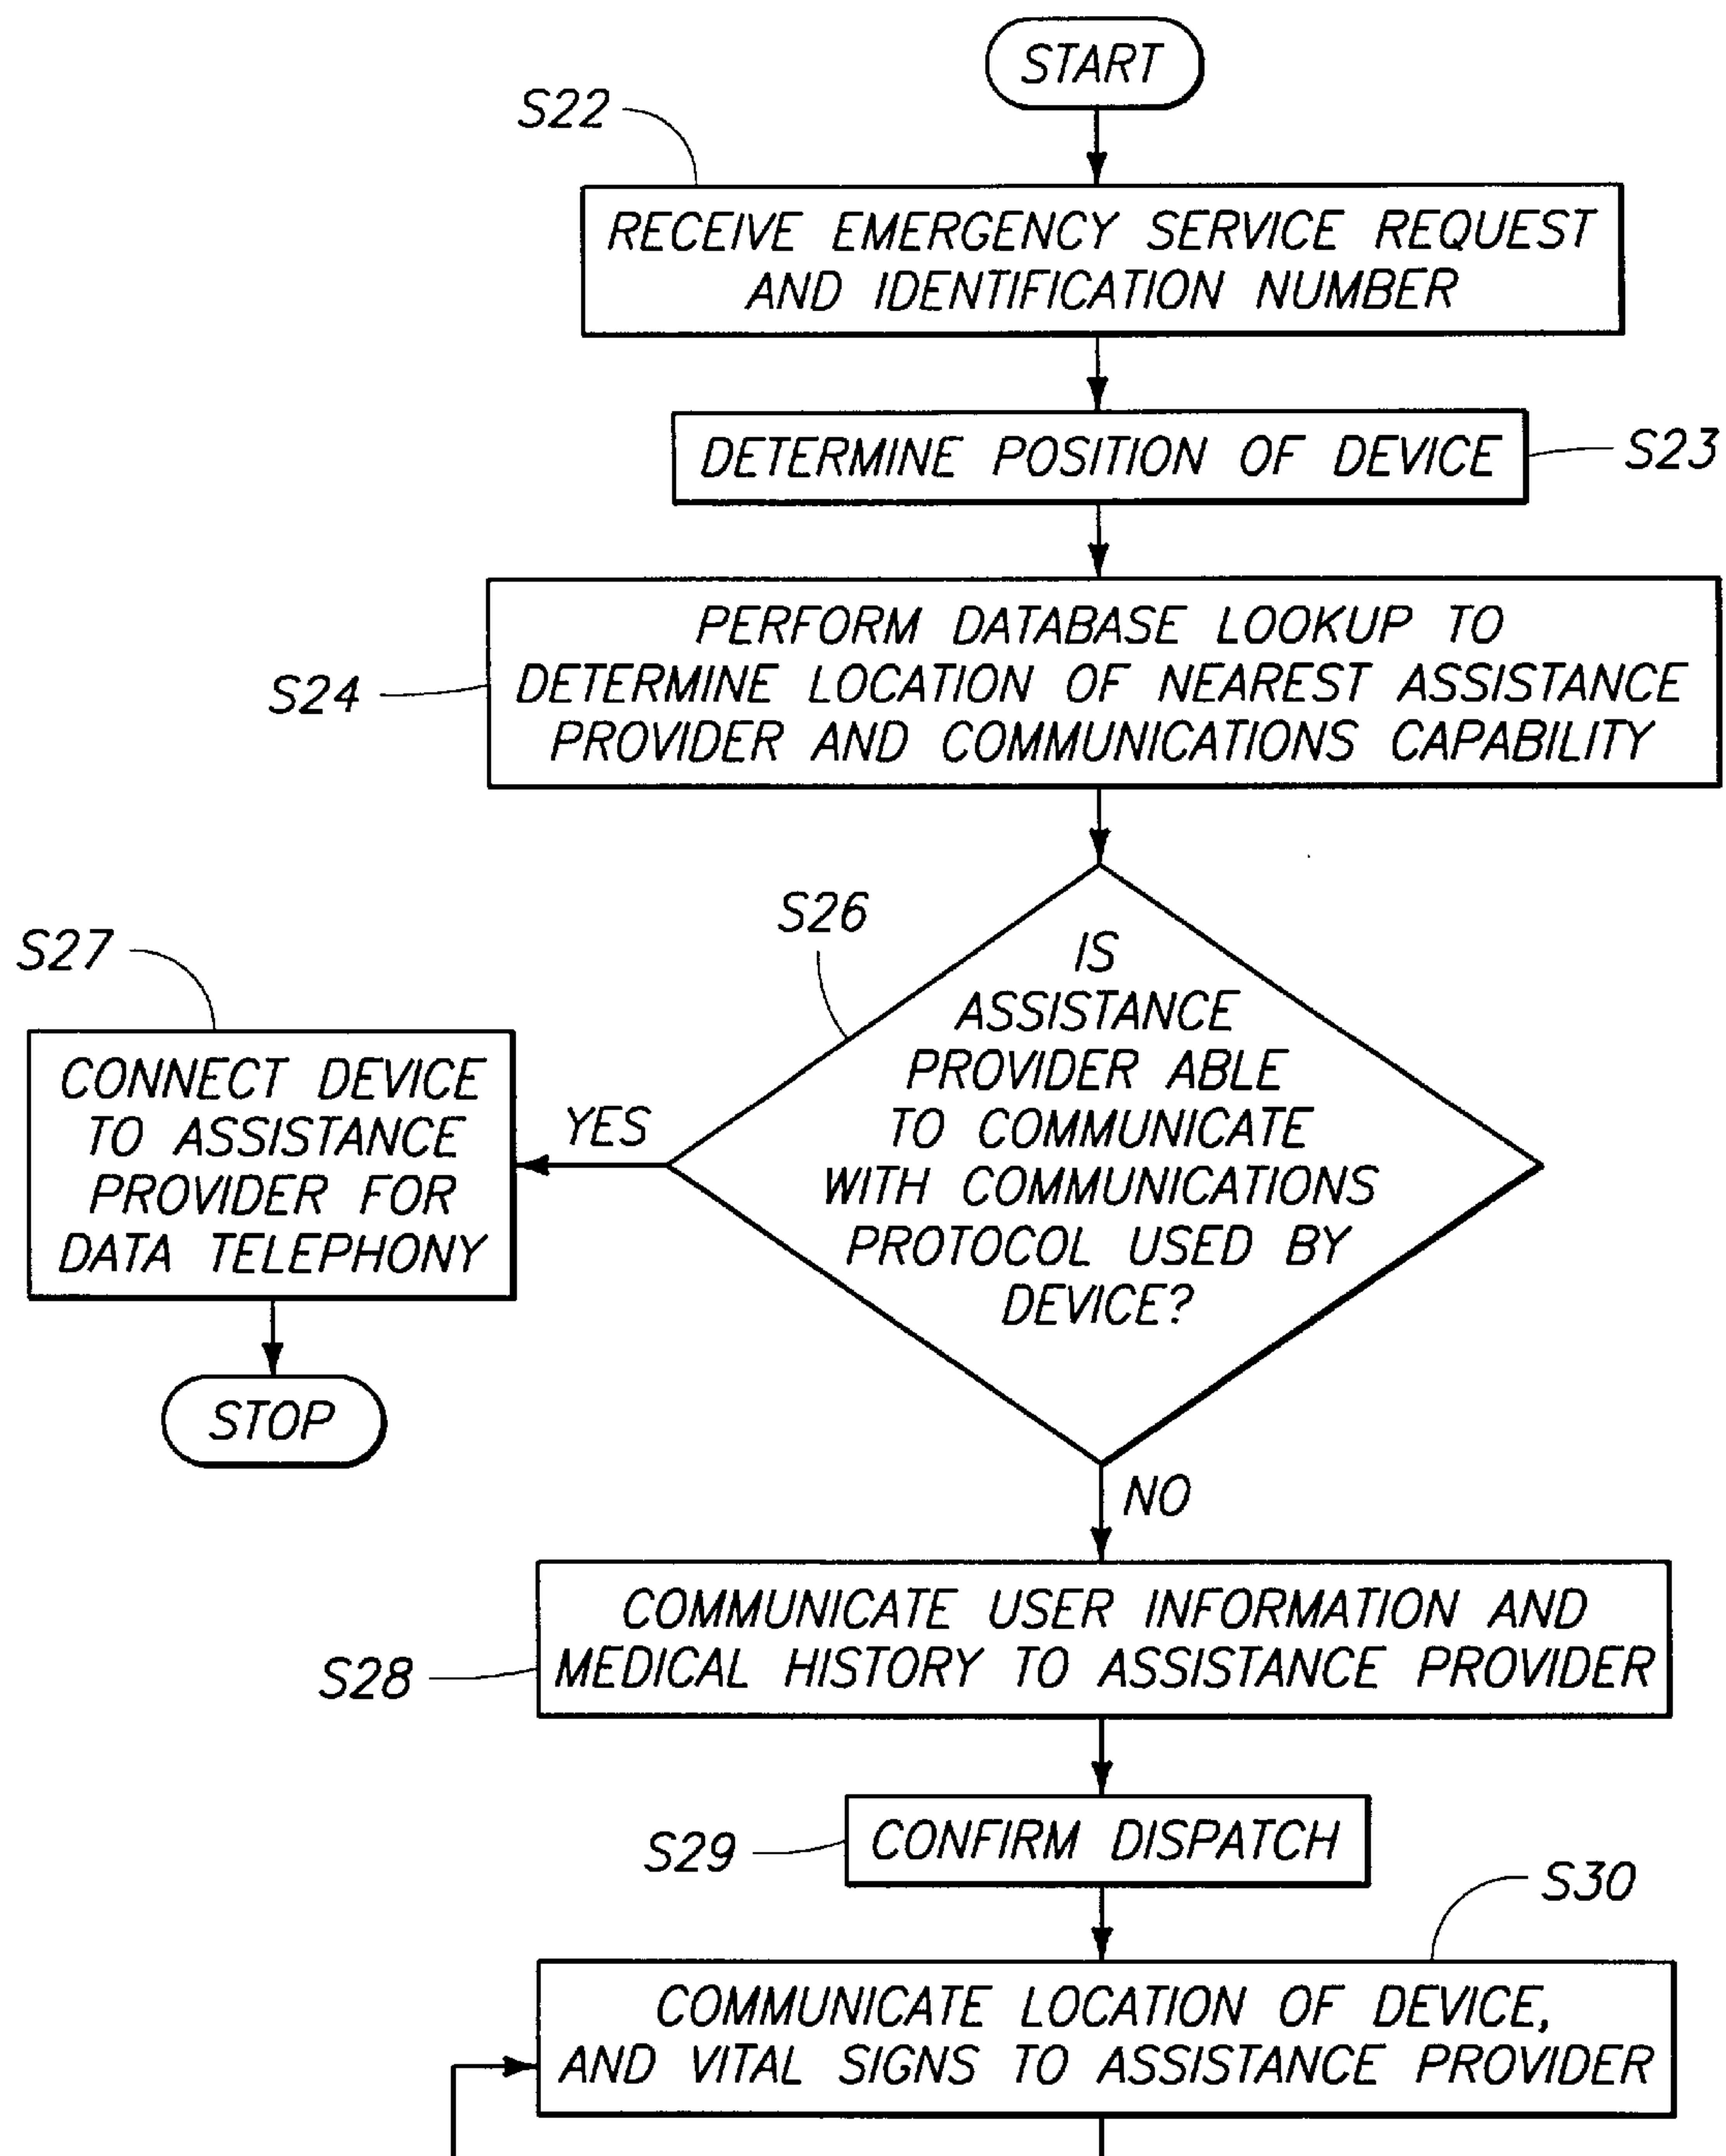 START
S22
RECEIVE EMERGENCY SERVICE REQUEST
AND IDENTIFICATION NUMBER
DETERMINE POSITION OF DEVICE
S23
PERFORM DATABASE LOOKUP TO
DETERMINE LOCATION OF NEAREST ASSISTANCE
PROVIDER AND COMMUNICATIONS CAPABILITY
S24
S26
IS
ASSISTANCE
PROVIDER ABLE
TO COMMUNICATE
WITH COMMUNICATIONS
PROTOCOL USED BY
DEVICE?
YES
S27
CONNECT DEVICE
TO ASSISTANCE
PROVIDER FOR
DATA TELEPHONY
STOP
NO
COMMUNICATE USER INFORMATION AND
MEDICAL HISTORY TO ASSISTANCE PROVIDER
S28
CONFIRM DISPATCH
S29
S30
COMMUNICATE LOCATION OF DEVICE,
AND VITAL SIGNS TO ASSISTANCE PROVIDER